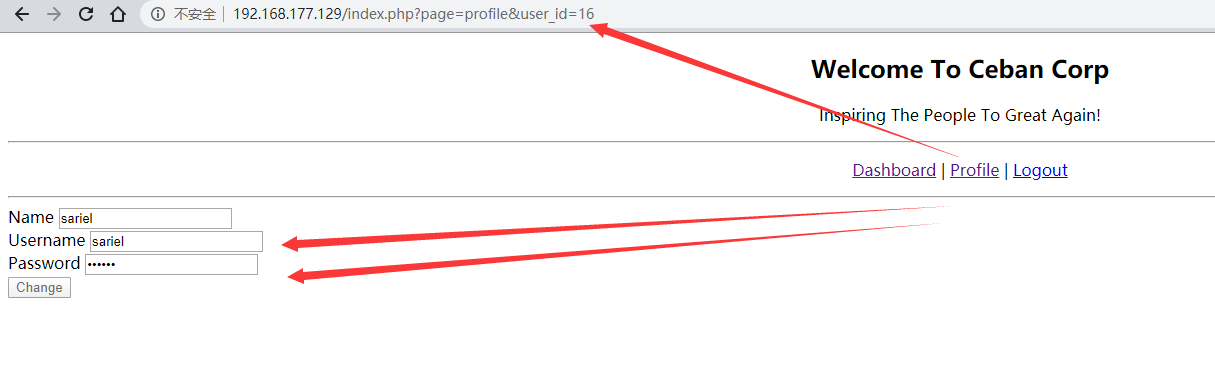 不安全 192.168.177.129/index.php?page=profile&user_id=16
Welcome To Ceban Corp
Inspiring The People To Great Again!
Dashboard | Profile | Logout
Name sariel
Username sariel
Password ••••••
Change